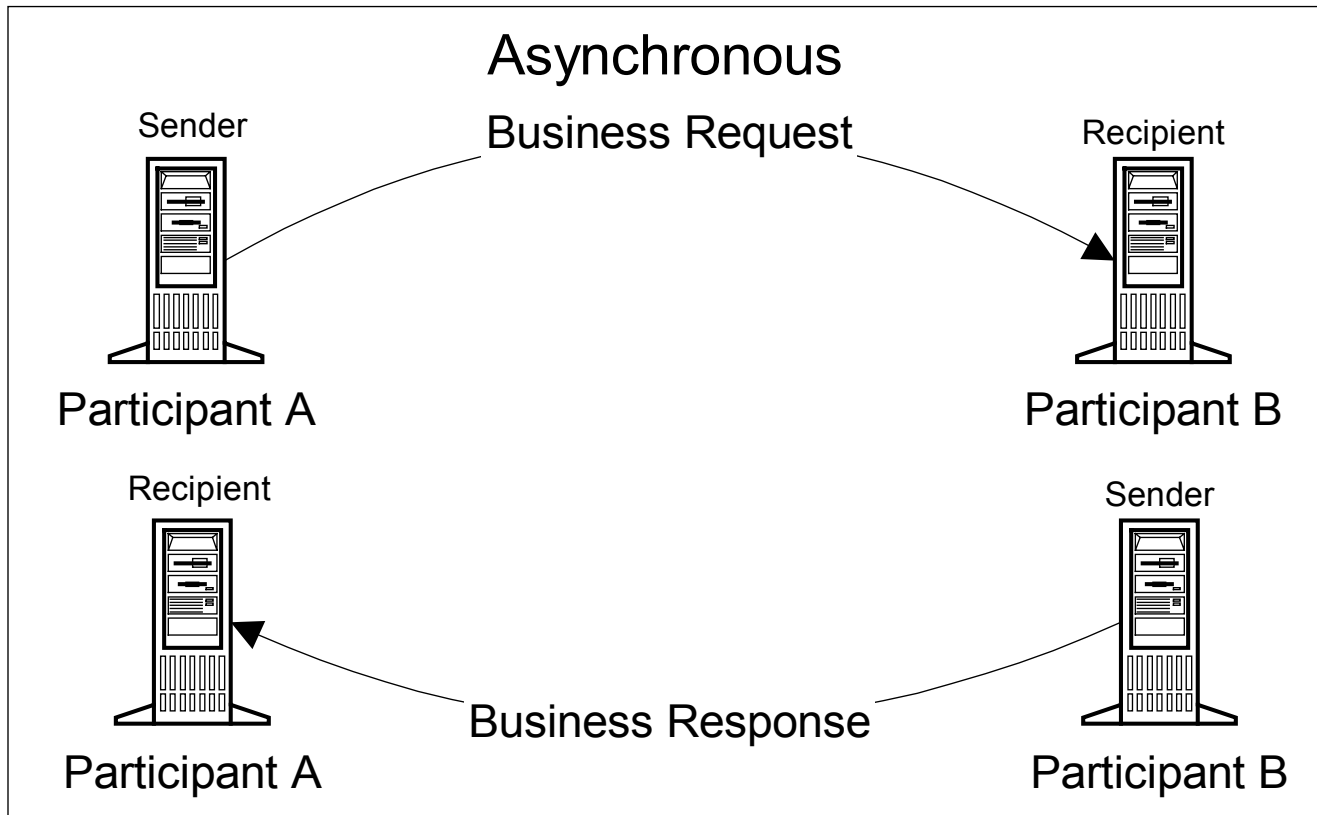 Asynchronous
Sender
Business Request
Recipient
Participant A
Participant B
Recipient
Sender
Business Response
Participant A
Participant B